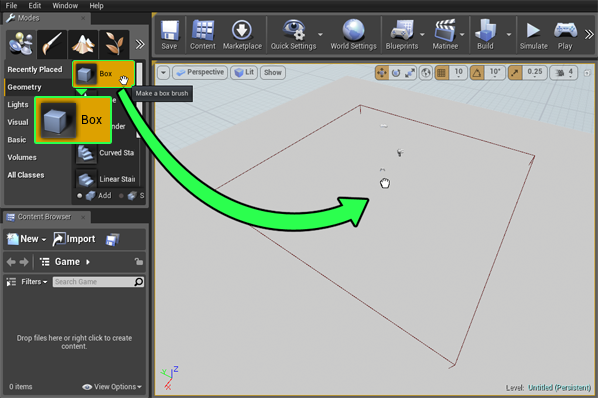 File Edit Window Help
Modes
Save Content Marketplace Quick Settings World Settings Blueprints Matinee Build Simulate Play
Recently Placed
Geometry
Lights
Visual
Basic
Volumes
All Classes
Box
Make a box brush
Box
Curved Stai
Linear Stair
Add S
Perspective Lit Show 10 10° 0.25 4
Content Browser
New Import
Game
Filters Search Game
Drop files here or right click to create
content.
0 items View Options
Z
Level: Untitled (Persistent)